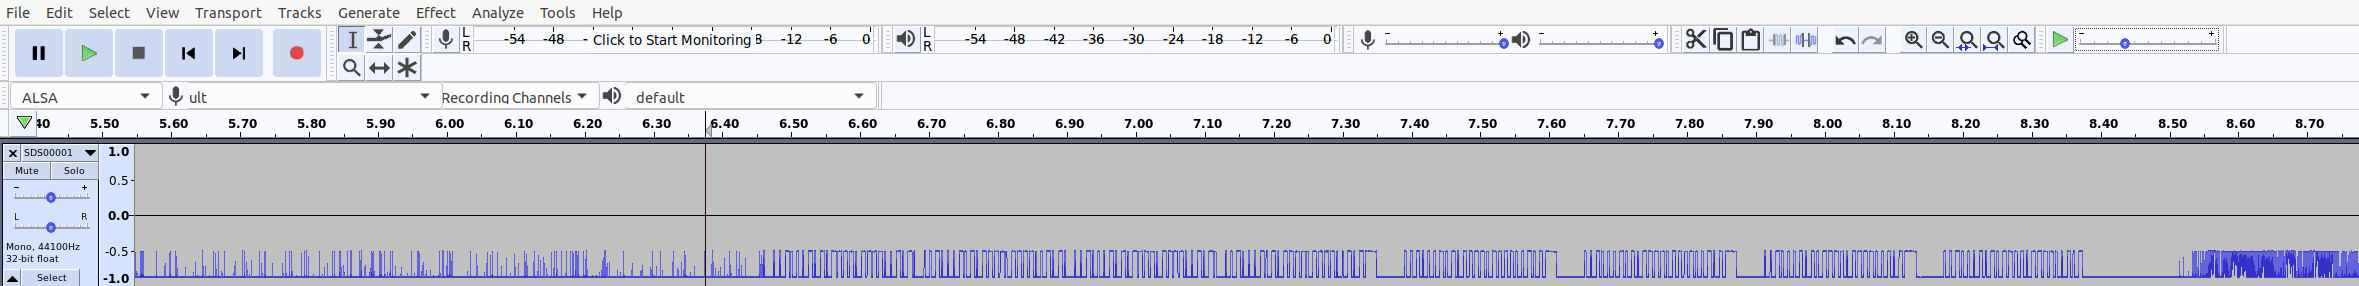 File Edit Select View Transport Tracks Generate Effect Analyze Tools Help
L R -54 -48 - Click to Start Monitoring -12 -6 0 L R -54 -48 -42 -36 -30 -24 -18 -12 -6 0 - + - + - +
ALSA ult Recording Channels default
5.50 5.60 5.70 5.80 5.90 6.00 6.10 6.20 6.30 6.40 6.50 6.60 6.70 6.80 6.90 7.00 7.10 7.20 7.30 7.40 7.50 7.60 7.70 7.80 7.90 8.00 8.10 8.20 8.30 8.40 8.50 8.60 8.70
SDS00001 1.0
Mute Solo
- + 0.5
L R 0.0
Mono, 44100Hz -0.5
32-bit float
Select -1.0